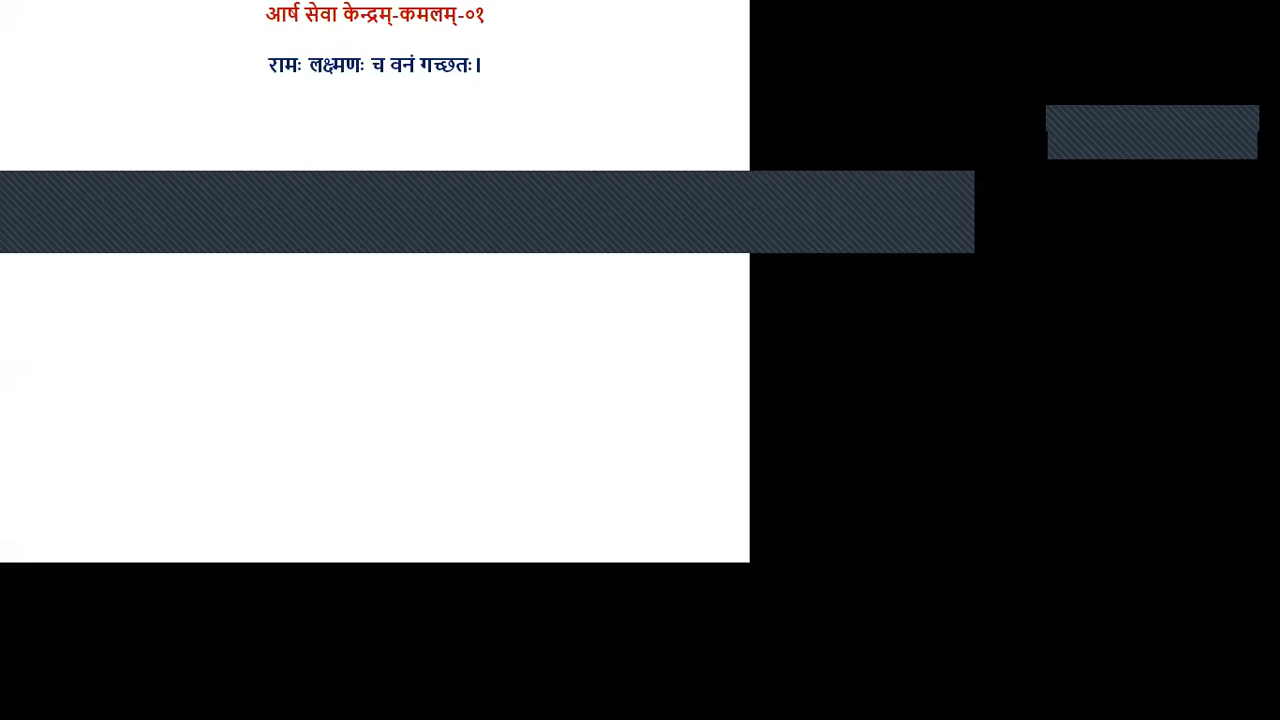 आर्ष सेवा केन्द्रम्-कमलम्-०१
रामः लक्ष्मणः च वनं गच्छतः।